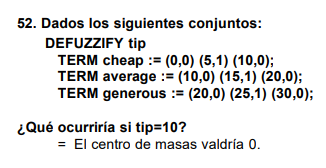 52. Dados los siguientes conjuntos:
DEFUZZIFY tip
TERM cheap := (0,0) (5,1) (10,0);
TERM average := (10,0) (15,1) (20,0);
TERM generous := (20,0) (25,1) (30,0);
¿Qué ocurriría si tip=10?
= El centro de masas valdría 0.